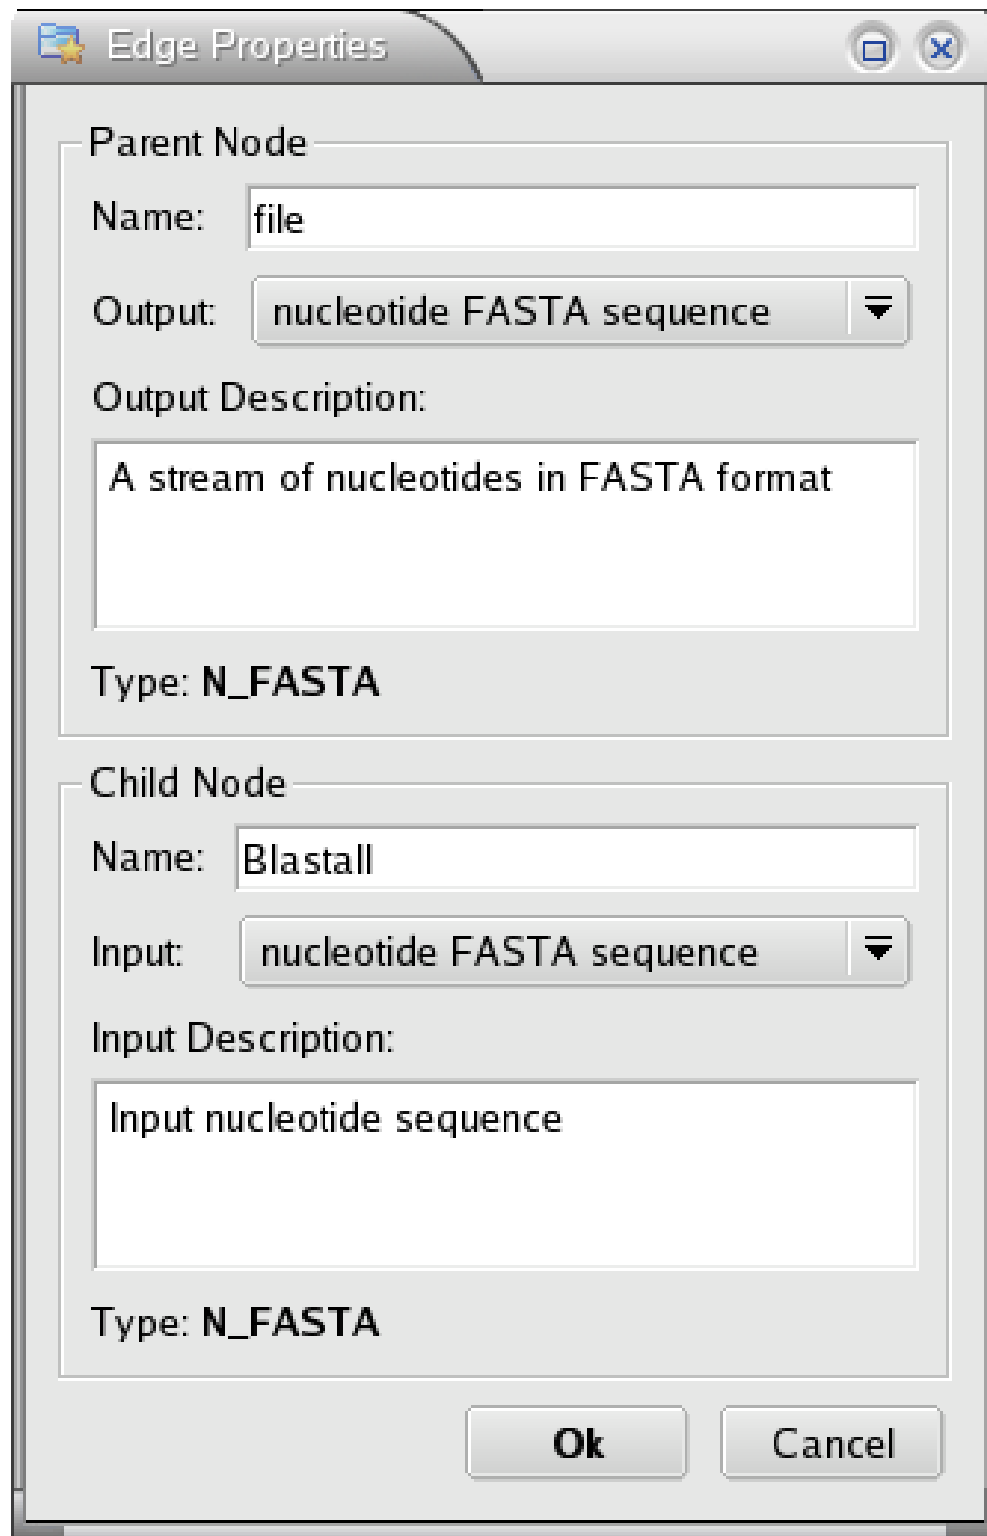 Edge Properties
Parent Node
Name: file
Output: nucleotide FASTA sequence
Output Description:
A stream of nucleotides in FASTA format
Type: N_FASTA
Child Node
Name: Blastall
Input: nucleotide FASTA sequence
Input Description:
Input nucleotide sequence
Type: N_FASTA
Ok Cancel